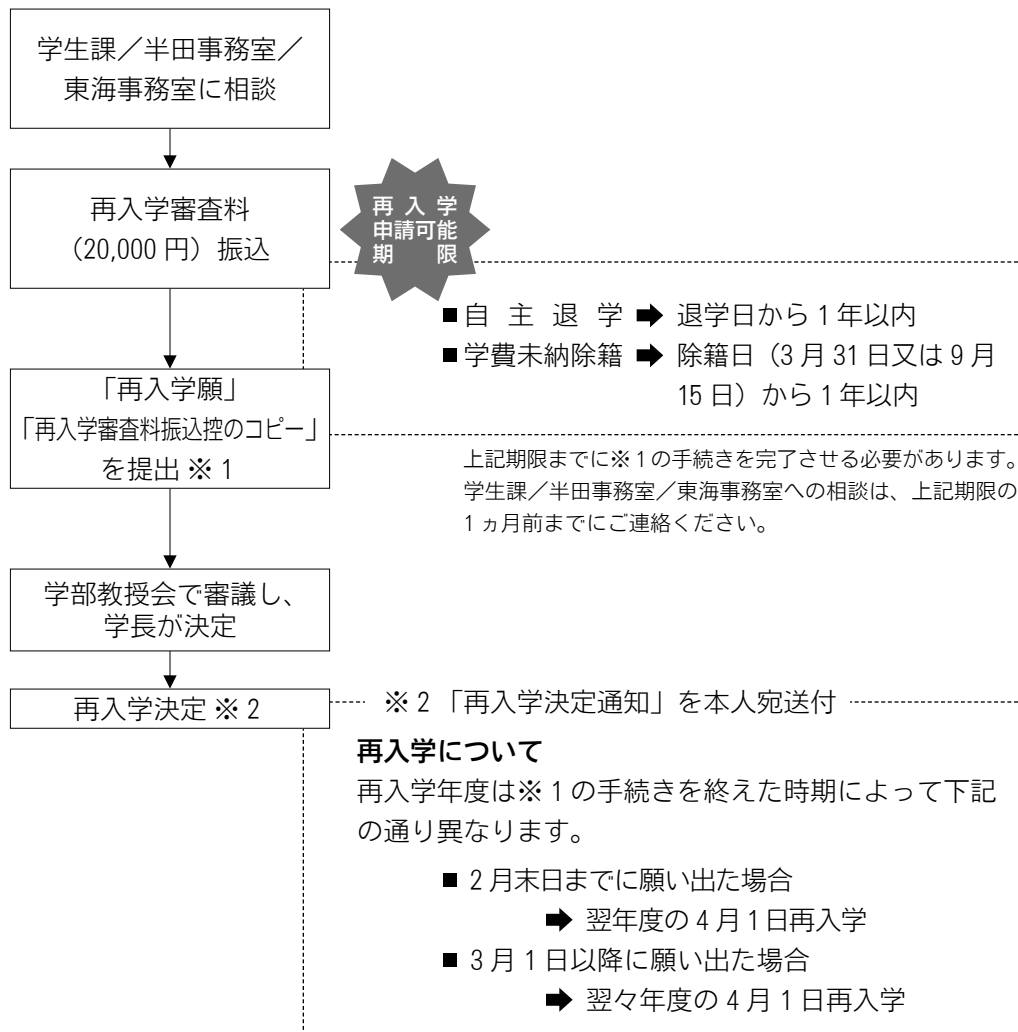 学生課／半田事務室／
東海事務室に相談
再入学審査料
（20,000 円）振込
再 入 学
申請可能
期 限
■自 主 退 学 ➡ 退学日から 1 年以内
■学費未納除籍 ➡ 除籍日（3 月 31 日又は 9 月
15 日）から 1 年以内
「再入学願」
「再入学審査料振込控のコピー」
を提出 ※ 1
上記期限までに※ 1 の手続きを完了させる必要があります。
学生課／半田事務室／東海事務室への相談は、上記期限の
1 ヵ月前までにご連絡ください。
学部教授会で審議し、
学長が決定
再入学決定 ※ 2
※ 2 「再入学決定通知」を本人宛送付
再入学について
再入学年度は※ 1 の手続きを終えた時期によって下記
の通り異なります。
■ 2 月末日までに願い出た場合
➡ 翌年度の 4 月 1 日再入学
■ 3 月 1 日以降に願い出た場合
➡ 翌々年度の 4 月 1 日再入学